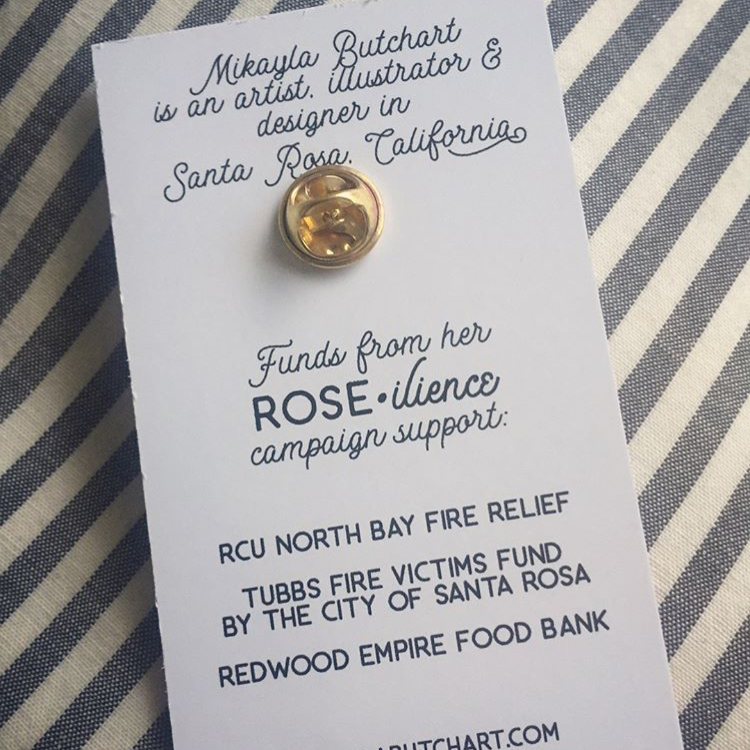 Mikayla Butchart
is an artist, illustrator &
designer in
Santa Rosa, California
Funds from her
ROSE•ilience
campaign support:
RCU NORTH BAY FIRE RELIEF
TUBBS FIRE VICTIMS FUND
BY THE CITY OF SANTA ROSA
REDWOOD EMPIRE FOOD BANK